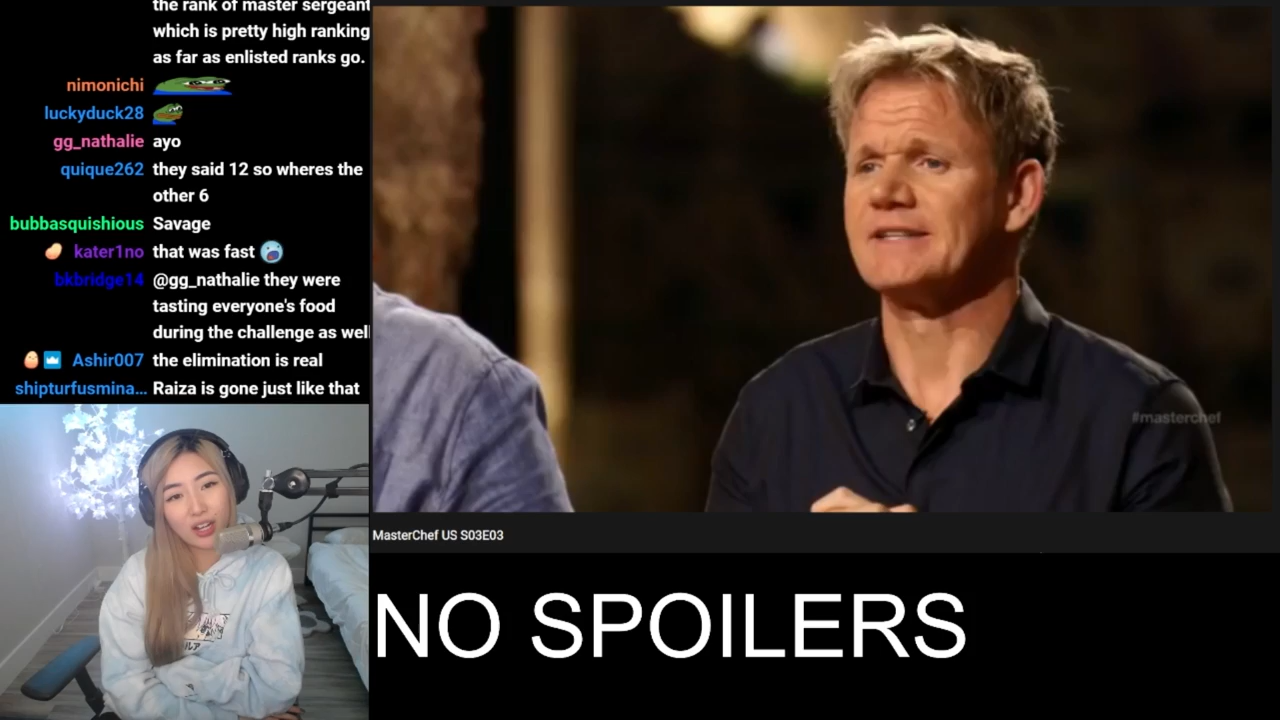 the rank of master sergeant
which is pretty high ranking
as far as enlisted ranks go.
nimonichi
luckyduck28
gg_nathalie ayo
quique262 they said 12 so wheres the
other 6
bubbasquishious Savage
kater1no that was fast
bkbridge14 @gg_nathalie they were
tasting everyone's food
during the challenge as well
Ashir007 the elimination is real
shipturfusmina... Raiza is gone just like that
#masterchef
MasterChef US S03E03
NO SPOILERS